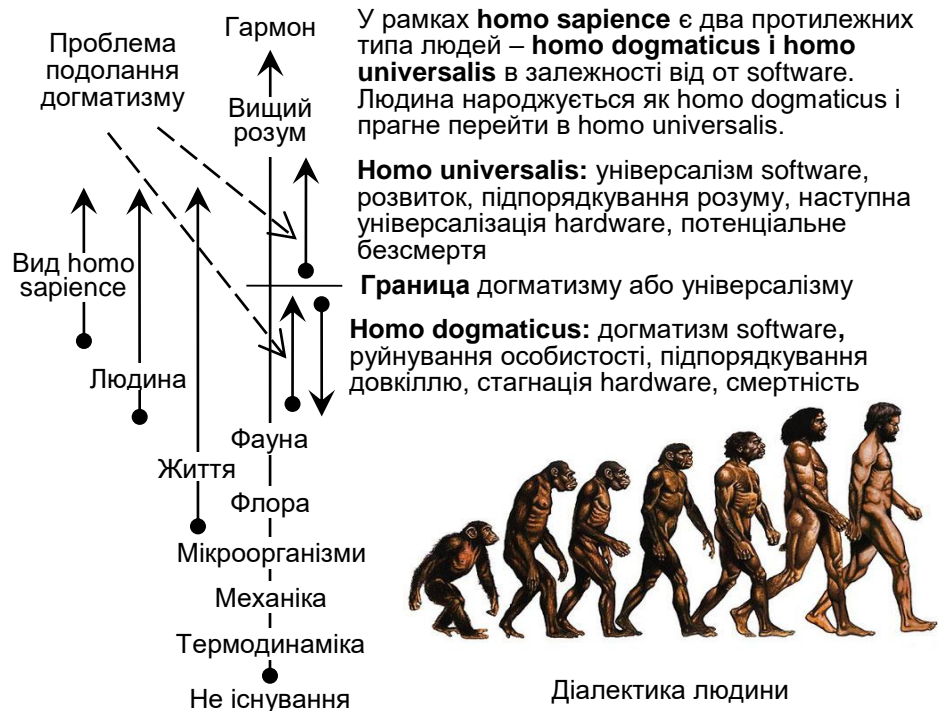 Проблема
подолання
догматизму
Гармон
Вищий
розум
Вид homo
sapience
Людина
Життя
Фауна
Флора
Мікроорганізми
Механіка
Термодинаміка
Не існування
У рамках homo sapience є два протилежних
типа людей – homo dogmaticus і homo
universalis в залежності від от software.
Людина народжується як homo dogmaticus і
прагне перейти в homo universalis.
Homo universalis: універсалізм software,
розвиток, підпорядкування розуму, наступна
універсалізація hardware, потенціальне
безсмертя
Граница догматизму або універсалізму
Homo dogmaticus: догматизм software,
руйнування особистості, підпорядкування
довкіллю, стагнація hardware, смертність
Діалектика людини